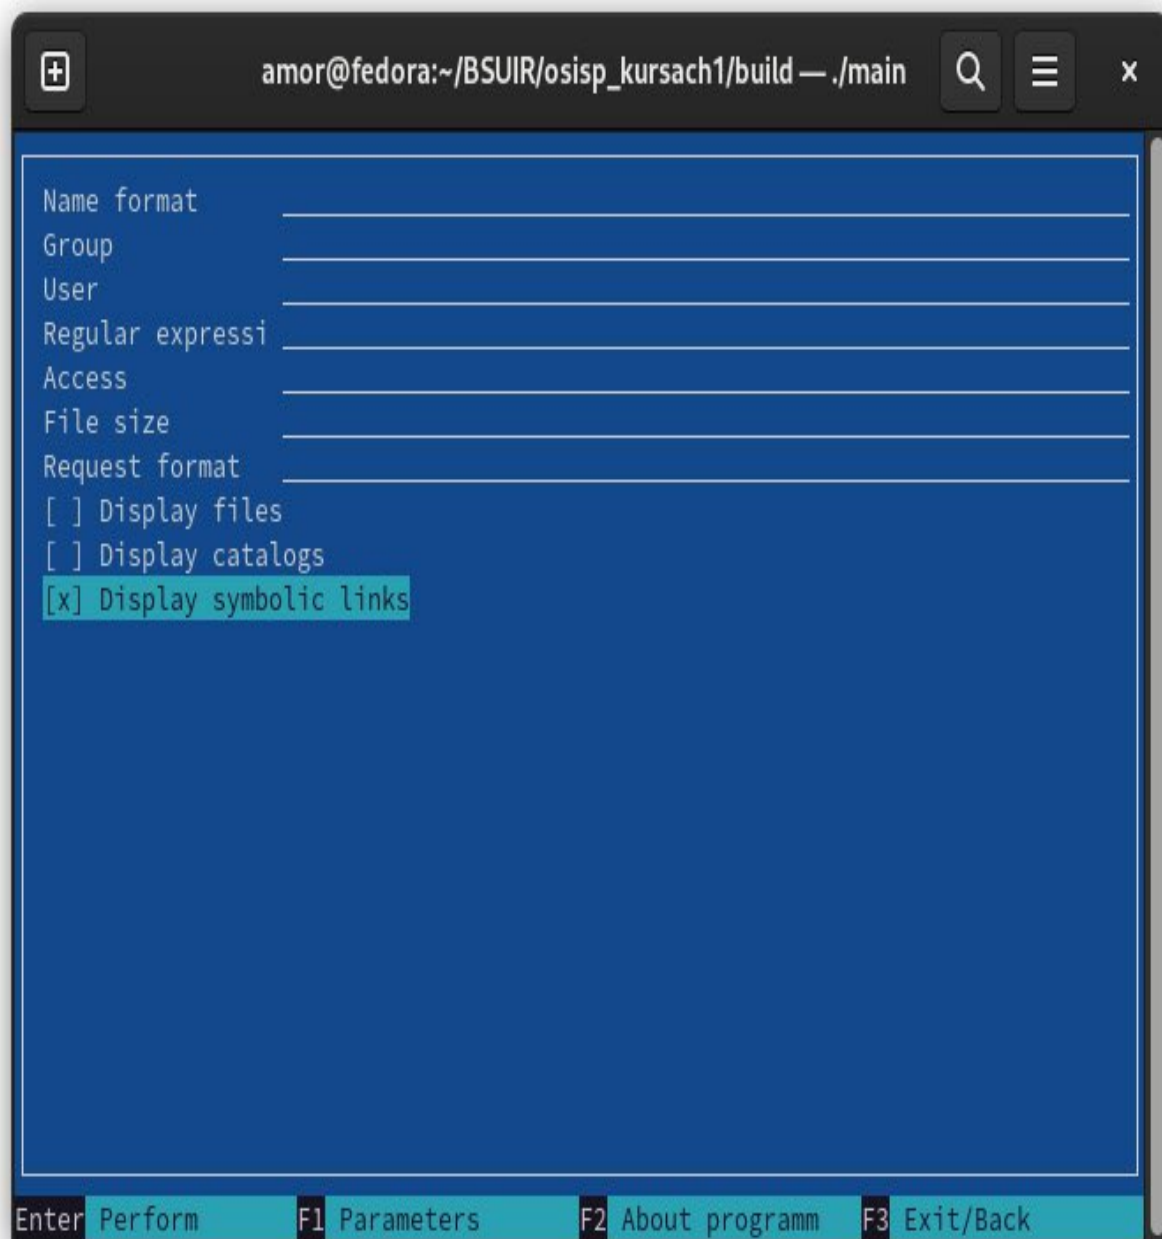 amor@fedora:~/BSUIR/osisp_kursach1/build — ./main
Name format
Group
User
Regular expressi
Access
File size
Request format
[ ] Display files
[ ] Display catalogs
[x] Display symbolic links
Enter Perform F1 Parameters F2 About programm F3 Exit/Back